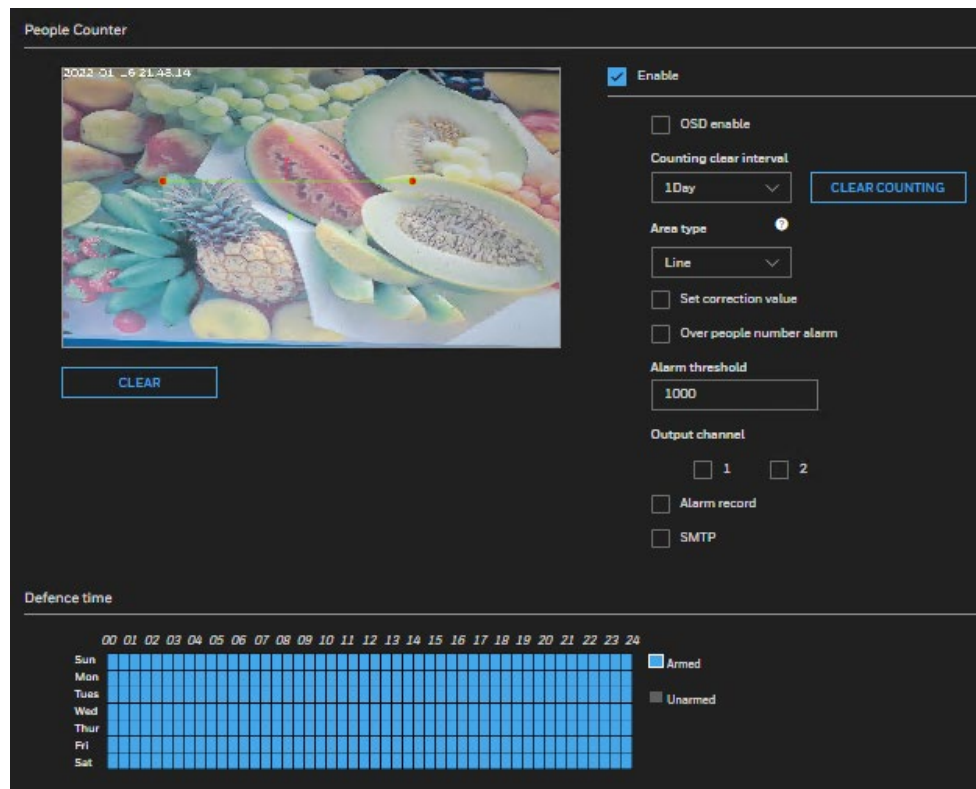 People Counter
21.48.14
Enable
OSD enable
Counting clear interval
1Day
CLEAR COUNTING
Area type
?
Line
Set correction value
Over people number alarm
Alarm threshold
1000
CLEAR
Output channel
1 2
Alarm record
SMTP
Defence time
00 01 02 03 04 05 06 07 08 09 10 11 12 13 14 15 16 17 18 19 20 21 22 23 24
Sun
Armed
Mon
Tues
Unarmed
Wed
Thur
Fri
Sat